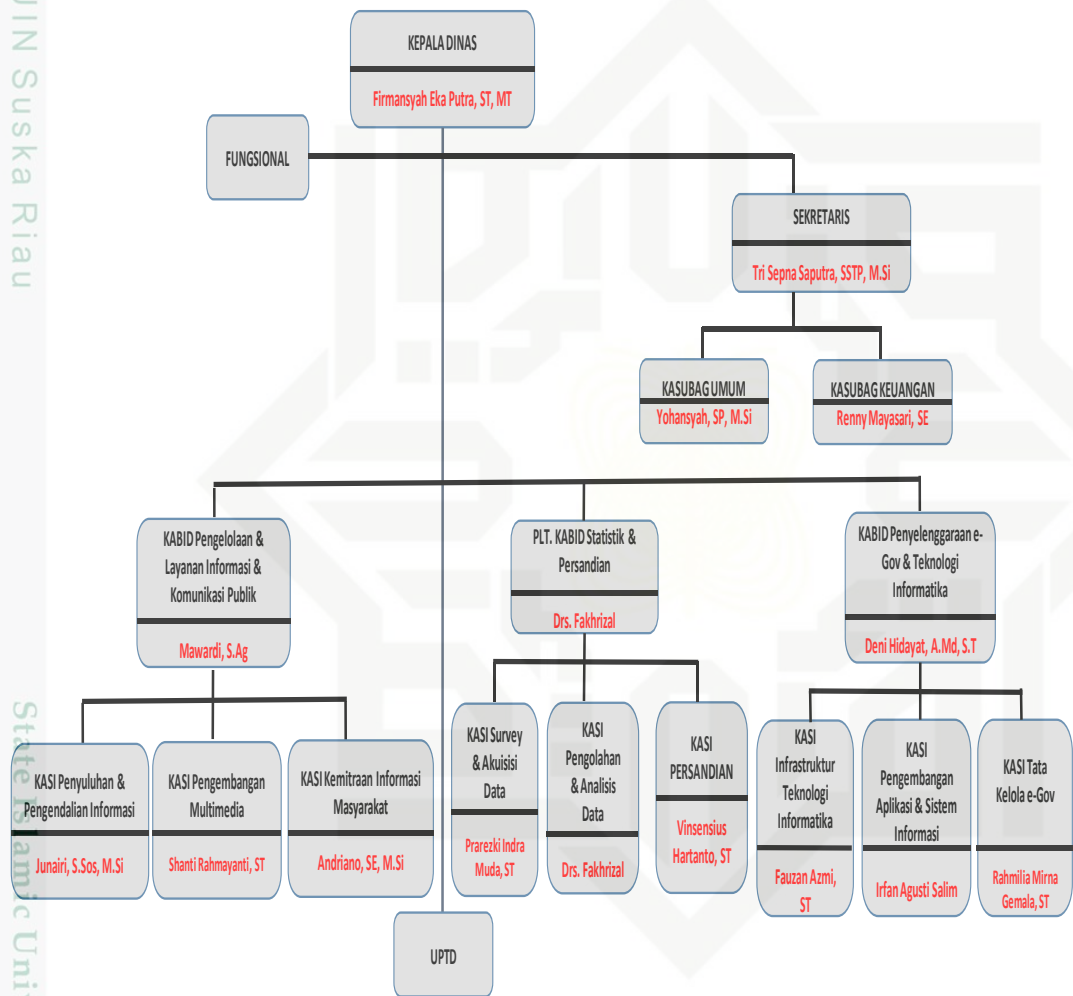 UIN Suska Riau
State Islamic Uni
KEPALA DINAS
Firmansyah Eka Putra, ST, MT
FUNGSIONAL
SEKRETARIS
Tri Sepna Saputra, SSTP, M.Si
KASUBAG UMUM
Yohansyah, SP, M.Si
KASUBAG KEUANGAN
Renny Mayasari, SE
KABID Pengelolaan &
Layanan Informasi &
Komunikasi Publik
Mawardi, S.Ag
PLT. KABID Statistik &
Persandian
Drs. Fakhrizal
KABID Penyelenggaraan e-
Gov & Teknologi
Informatika
Deni Hidayat, A.Md, S.T
KASI Penyuluhan &
Pengendalian Informasi
Junairi, S.Sos, M.Si
KASI Pengembangan
Multimedia
Shanti Rahmayanti, ST
KASI Kemitraan Informasi
Masyarakat
Andriano, SE, M.Si
KASI Survey
& Akuisisi
Data
Prarezki Indra
Muda, ST
KASI
Pengolahan
& Analisis
Data
Drs. Fakhrizal
KASI
PERSANDIAN
Vinsensius
Hartanto, ST
KASI
Infrastruktur
Teknologi
Informatika
Fauzan Azmi,
ST
KASI
Pengembangan
Aplikasi & Sistem
Informasi
Irfan Agusti Salim
KASI Tata
Kelola e-Gov
Rahmilia Mirna
Gemala, ST
UPTD